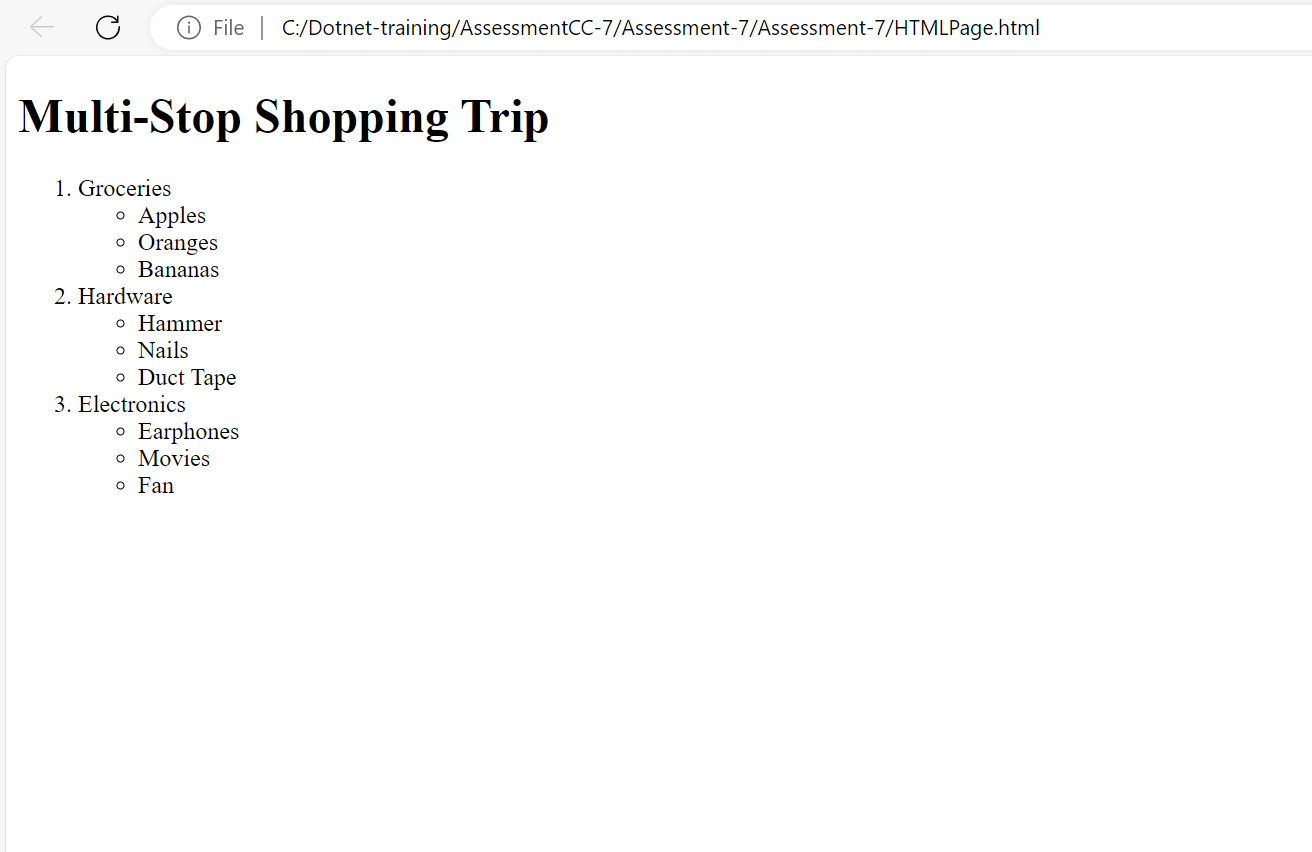 File | C:/Dotnet-training/AssessmentCC-7/Assessment-7/Assessment-7/HTMLPage.html
Multi-Stop Shopping Trip
1. Groceries
Apples
Oranges
Bananas
2. Hardware
Hammer
Nails
Duct Tape
3. Electronics
Earphones
Movies
Fan